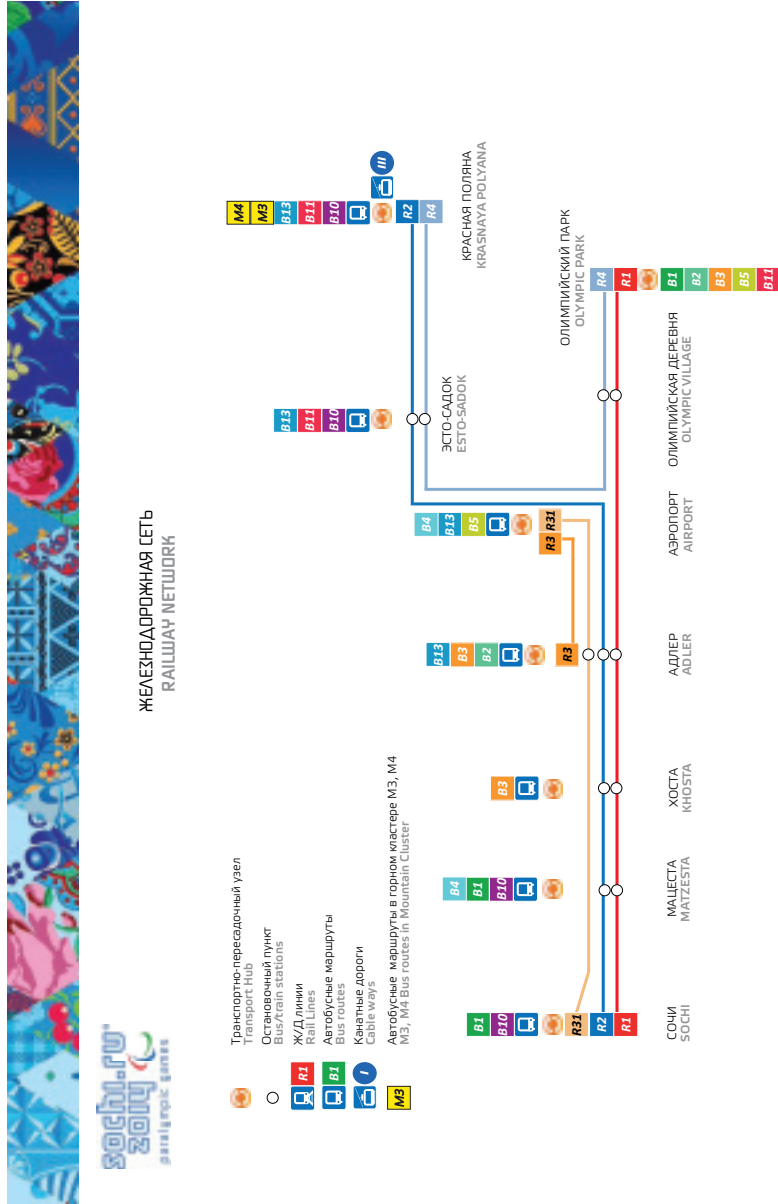 sochi.ru
2014
paralympic games
ЖЕЛЕЗНОДОРОЖНАЯ СЕТЬ
RAILWAY NETWORK
Транспортно-пересадочный узел
Transport Hub
Остановочный пункт
Bus/train stations
R1
Ж/Д линии
Rail Lines
B1
Автобусные маршруты
Bus routes
I
Канатные дороги
Cable ways
M3
Автобусные маршруты в горном кластере М3, М4
M3, M4 Bus routes in Mountain Cluster
B1
B10
R31
R2
R1
СОЧИ
SOCHI
B4
B1
B10
МАЦЕСТА
MATZESTA
B3
ХОСТА
KHOSTA
B13
B3
B2
R3
АДЛЕР
ADLER
B4
B13
B5
R3 R31
АЭРОПОРТ
AIRPORT
B13
B11
B10
ЭСТО-САДОК
ESTO-SADOK
ОЛИМПИЙСКАЯ ДЕРЕВНЯ
OLYMPIC VILLAGE
M4
M3
B13
B11
B10
III
R2
R4
КРАСНАЯ ПОЛЯНА
KRASNAYA POLYANA
ОЛИМПИЙСКИЙ ПАРК
OLYMPIC PARK
R4
R1
B1
B2
B3
B5
B11